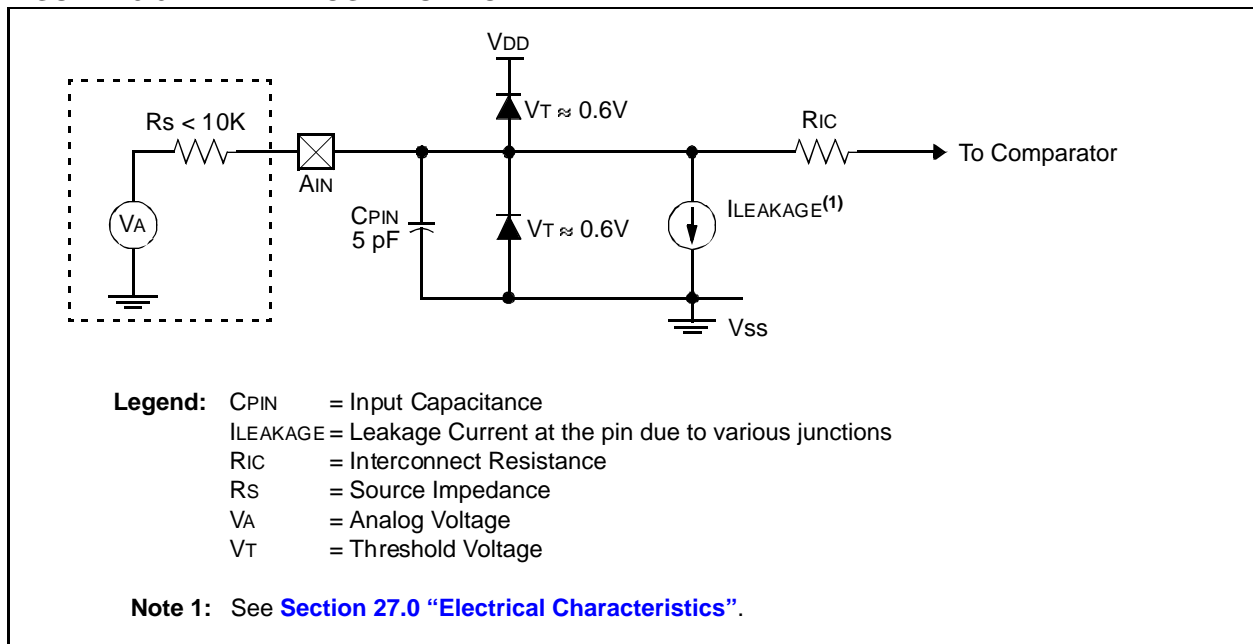 VDD
VT ≈ 0.6V
Rs < 10K
RIC
To Comparator
AIN
VA
CPIN
5 pF
VT ≈ 0.6V
ILEAKAGE(1)
Vss
Legend: CPIN = Input Capacitance
ILEAKAGE = Leakage Current at the pin due to various junctions
RIC = Interconnect Resistance
RS = Source Impedance
VA = Analog Voltage
VT = Threshold Voltage
Note 1: See Section 27.0 “Electrical Characteristics”.